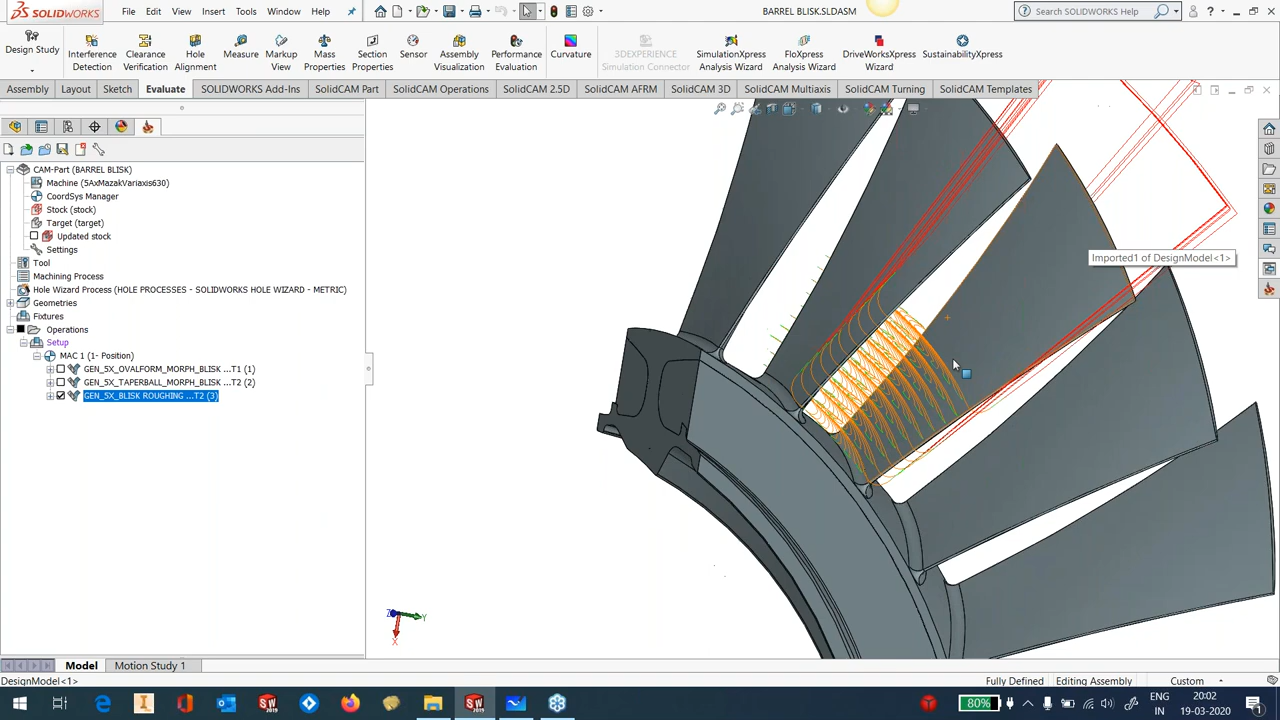 SOLIDWORKS
File Edit View Insert Tools Window Help
BARREL BLISK.SLDASM
Search SOLIDWORKS Help
Design Study
Interference Detection
Clearance Verification
Hole Alignment
Measure
Markup View
Mass Properties
Section Properties
Sensor
Assembly Visualization
Performance Evaluation
Curvature
3DEXPERIENCE Simulation Connector
SimulationXpress Analysis Wizard
FloXpress Analysis Wizard
DriveWorksXpress Wizard
SustainabilityXpress
Assembly Layout Sketch Evaluate SOLIDWORKS Add-Ins SolidCAM Part SolidCAM Operations SolidCAM 2.5D SolidCAM AFRM SolidCAM 3D SolidCAM Multiaxis SolidCAM Turning SolidCAM Templates
CAM-Part (BARREL BLISK)
Machine (5AxMazakVariaxis630)
CoordSys Manager
Stock (stock)
Target (target)
Updated stock
Settings
Tool
Machining Process
Hole Wizard Process (HOLE PROCESSES - SOLIDWORKS HOLE WIZARD - METRIC)
Geometries
Fixtures
Operations
Setup
MAC 1 (1- Position)
GEN_5X_OVALFORM_MORPH_BLISK ...T1 (1)
GEN_5X_TAPERBALL_MORPH_BLISK ...T2 (2)
GEN_5X_BLISK ROUGHING ...T2 (3)
Imported1 of DesignModel<1>
Z Y
X
Model Motion Study 1
DesignModel<1>
Fully Defined Editing Assembly Custom
80%
ENG 20:02
IN 19-03-2020